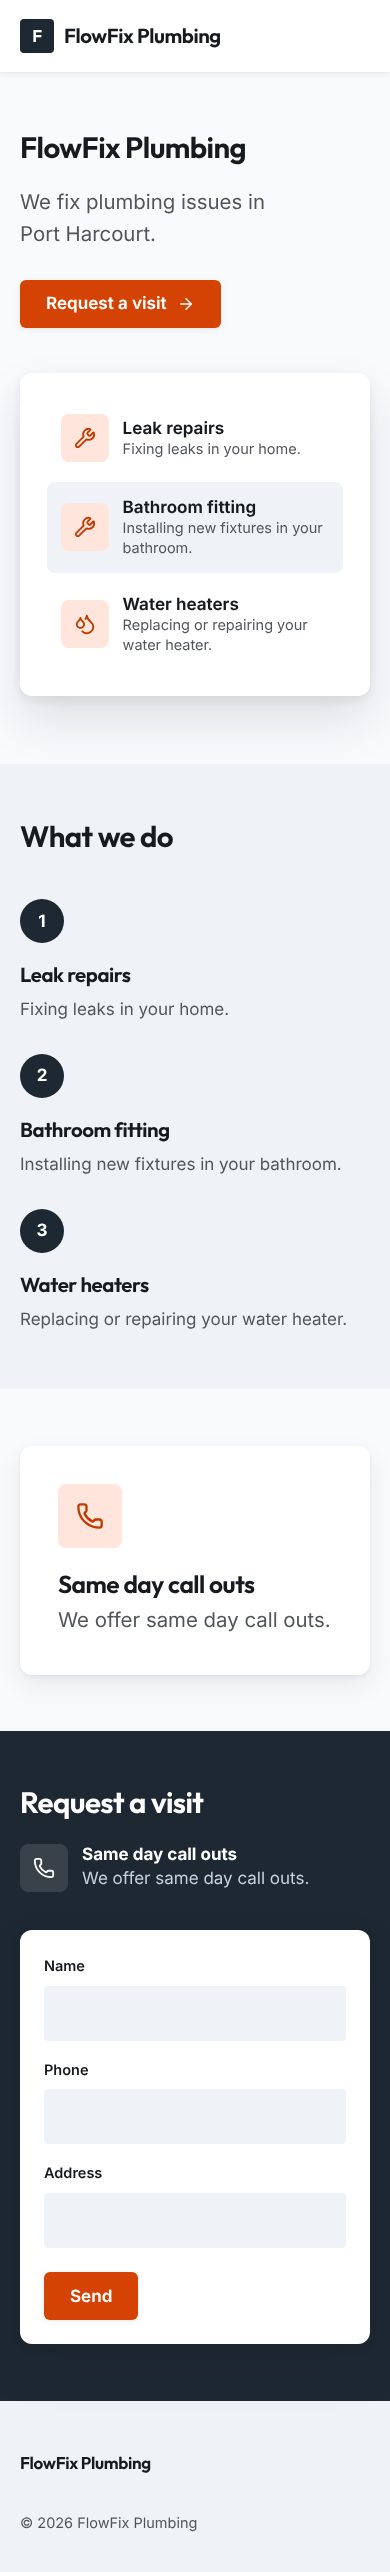 F FlowFix Plumbing
FlowFix Plumbing
We fix plumbing issues in
Port Harcourt.
Request a visit →
Leak repairs
Fixing leaks in your home.
Bathroom fitting
Installing new fixtures in your
bathroom.
Water heaters
Replacing or repairing your
water heater.
What we do
1
Leak repairs
Fixing leaks in your home.
2
Bathroom fitting
Installing new fixtures in your bathroom.
3
Water heaters
Replacing or repairing your water heater.
Same day call outs
We offer same day call outs.
Request a visit
Same day call outs
We offer same day call outs.
Name
Phone
Address
Send
FlowFix Plumbing
© 2026 FlowFix Plumbing